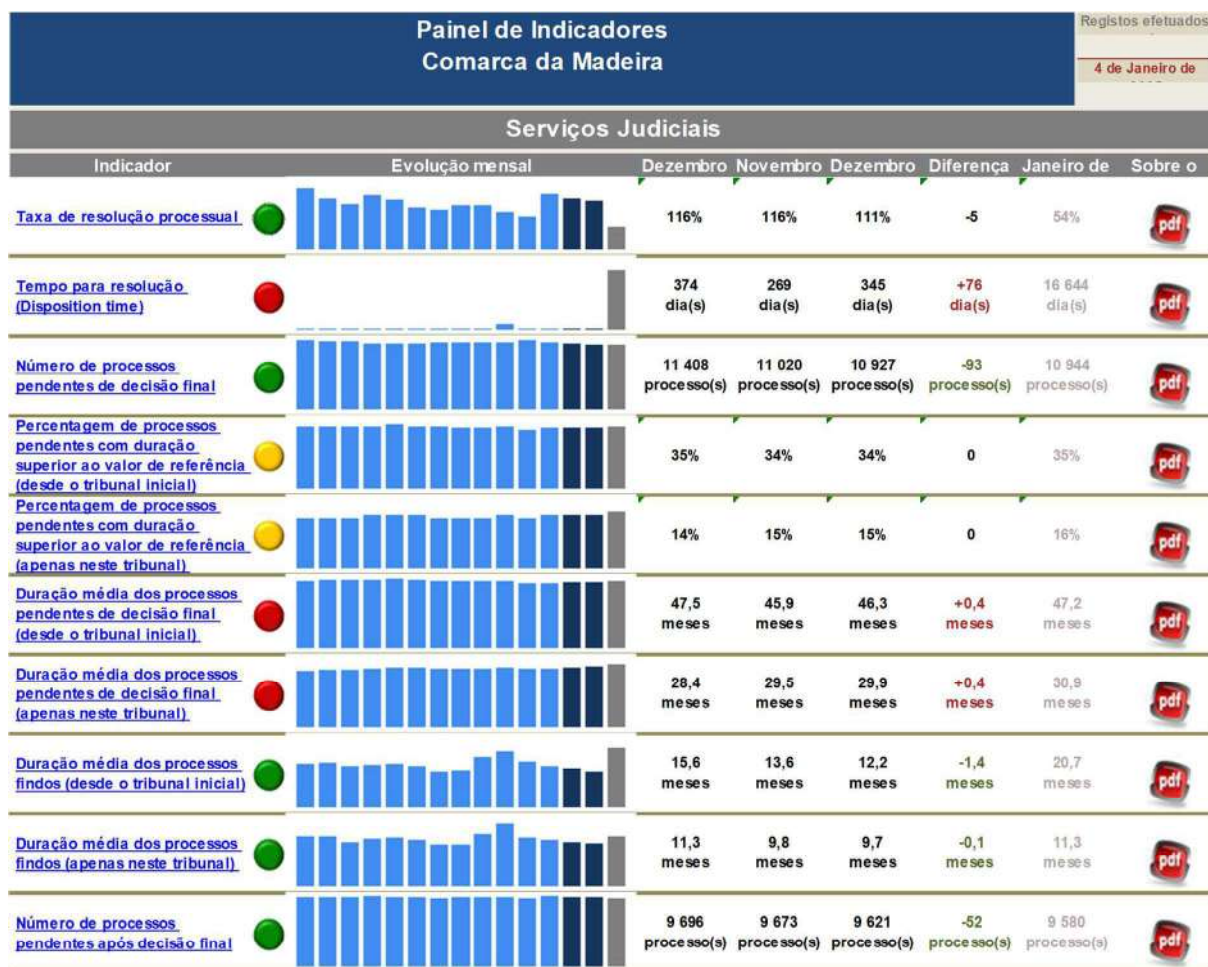 Painel de Indicadores
Comarca da Madeira
Registos efetuados
4 de Janeiro de
Serviços Judiciais
Indicador Evolução mensal Dezembro Novembro Dezembro Diferença Janeiro de Sobre o
Taxa de resolução processual 116% 116% 111% -5 54% pdf
Tempo para resolução
(Disposition time)
374 269 345 +76 16 644
dia(s) dia(s) dia(s) dia(s) dia(s)
pdf
Número de processos
pendentes de decisão final
11 408 11 020 10 927 -93 10 944
processo(s) processo(s) processo(s) processo(s) processo(s)
pdf
Percentagem de processos
pendentes com duração
superior ao valor de referência
(desde o tribunal inicial)
35% 34% 34% 0 35% pdf
Percentagem de processos
pendentes com duração
superior ao valor de referência
(apenas neste tribunal)
14% 15% 15% 0 16% pdf
Duração média dos processos
pendentes de decisão final
(desde o tribunal inicial)
47,5 45,9 46,3 +0,4 47,2
meses meses meses meses meses
pdf
Duração média dos processos
pendentes de decisão final
(apenas neste tribunal)
28,4 29,5 29,9 +0,4 30,9
meses meses meses meses meses
pdf
Duração média dos processos
findos (desde o tribunal inicial)
15,6 13,6 12,2 -1,4 20,7
meses meses meses meses meses
pdf
Duração média dos processos
findos (apenas neste tribunal)
11,3 9,8 9,7 -0,1 11,3
meses meses meses meses meses
pdf
Número de processos
pendentes após decisão final
9 696 9 673 9 621 -52 9 580
processo(s) processo(s) processo(s) processo(s) processo(s)
pdf